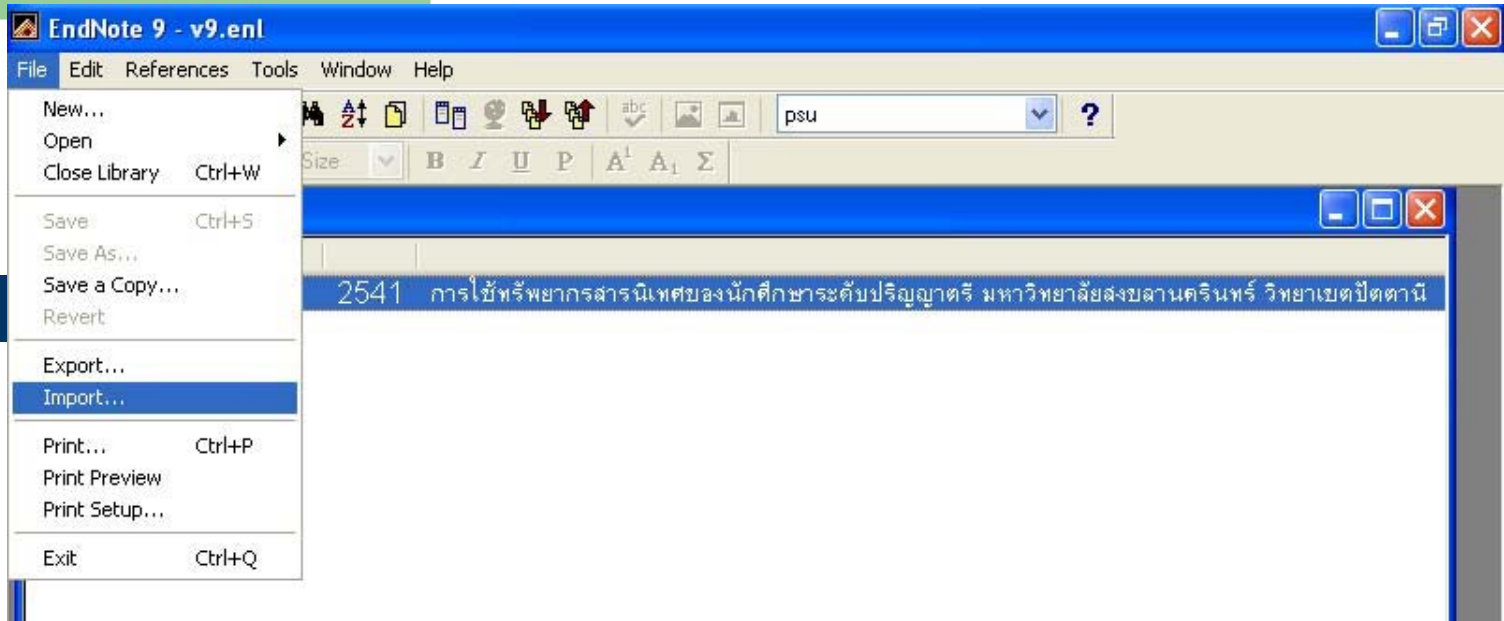 EndNote 9 - v9.enl
File Edit References Tools Window Help
New...
psu ?
Open
Size B I U P A¹ A₁ Σ
Close Library Ctrl+W
Save Ctrl+S
Save As...
Save a Copy...
2541 การใช้ทรัพยากรสารนิเทศของนักศึกษาระดับปริญญาตรี มหาวิทยาลัยสงขลานครินทร์ วิทยาเขตปัตตานี
Revert
Export...
Import...
Print... Ctrl+P
Print Preview
Print Setup...
Exit Ctrl+Q